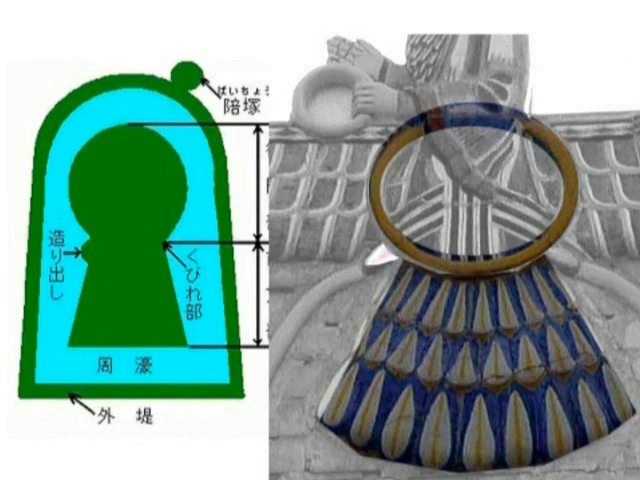 ばいちょう
陪塚
造り出し
くびれ部
周濠
外堤